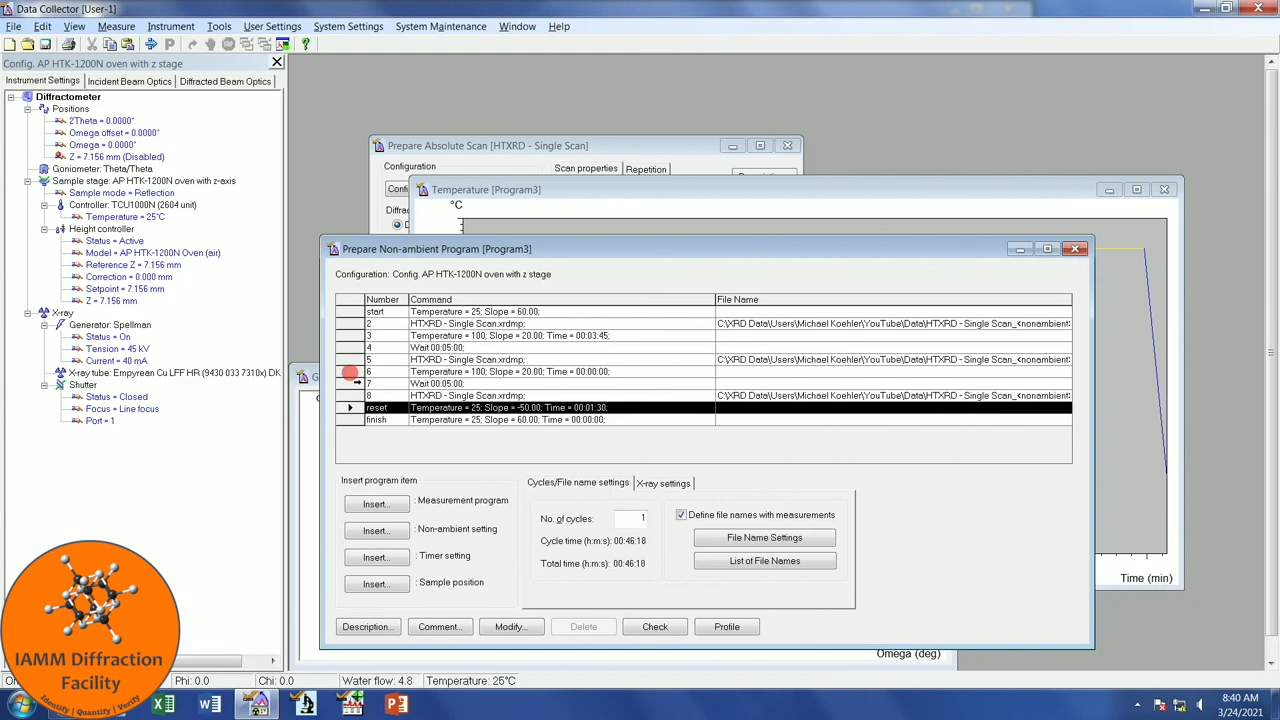 Data Collector [User-1]
File Edit View Measure Instrument Tools User Settings System Settings System Maintenance Window Help
Config. AP HTK-1200N oven with z stage
Instrument Settings Incident Beam Optics Diffracted Beam Optics
Diffractometer
Positions
2Theta = 0.0000°
Omega offset = 0.0000°
Omega = 0.0000°
Z = 7.156 mm (Disabled)
Goniometer: Theta/Theta
Sample stage: AP HTK-1200N oven with z-axis
Sample mode = Reflection
Controller: TCU1000N (2604 unit)
Temperature = 25°C
Height controller
Status = Active
Model = AP HTK-1200N Oven (air)
Reference Z = 7.156 mm
Correction = 0.000 mm
Setpoint = 7.156 mm
Z = 7.156 mm
X-ray
Generator: Spellman
Status = On
Tension = 45 kV
Current = 40 mA
X-ray tube: Empyrean Cu LFF HR (9430 033 7310x) DK
Shutter
Status = Closed
Focus = Line focus
Port = 1
Prepare Absolute Scan [HTXRD - Single Scan]
Configuration
Scan properties Repetition
Temperature [Program3]
°C
Prepare Non-ambient Program [Program3]
Configuration: Config. AP HTK-1200N oven with z stage
Number Command File Name
start Temperature = 25; Slope = 60.00;
2 HTXRD - Single Scan.xrdmp; C:\XRD Data\Users\Michael Koehler\YouTube\Data\HTXRD - Single Scan_<nonambient:
3 Temperature = 100; Slope = 20.00; Time = 00:03:45;
4 Wait 00:05:00;
5 HTXRD - Single Scan.xrdmp; C:\XRD Data\Users\Michael Koehler\YouTube\Data\HTXRD - Single Scan_<nonambient:
6 Temperature = 100; Slope = 20.00; Time = 00:00:00;
7 Wait 00:05:00;
8 HTXRD - Single Scan.xrdmp; C:\XRD Data\Users\Michael Koehler\YouTube\Data\HTXRD - Single Scan_<nonambient:
reset Temperature = 25; Slope = -50.00; Time = 00:01:30;
finish Temperature = 25; Slope = 60.00; Time = 00:00:00;
Insert program item
Insert... : Measurement program
Insert... : Non-ambient setting
Insert... : Timer setting
Insert... : Sample position
Cycles/File name settings X-ray settings
No. of cycles: 1
Cycle time (h:m:s): 00:46:18
Total time (h:m:s): 00:46:18
Define file names with measurements
File Name Settings
List of File Names
Description... Comment... Modify... Delete Check Profile
Time (min)
Omega (deg)
IAMM Diffraction
Facility
Identify | Quantify | Verify
Phi: 0.0 Chi: 0.0 Water flow: 4.8 Temperature: 25°C
8:40 AM
3/24/2021